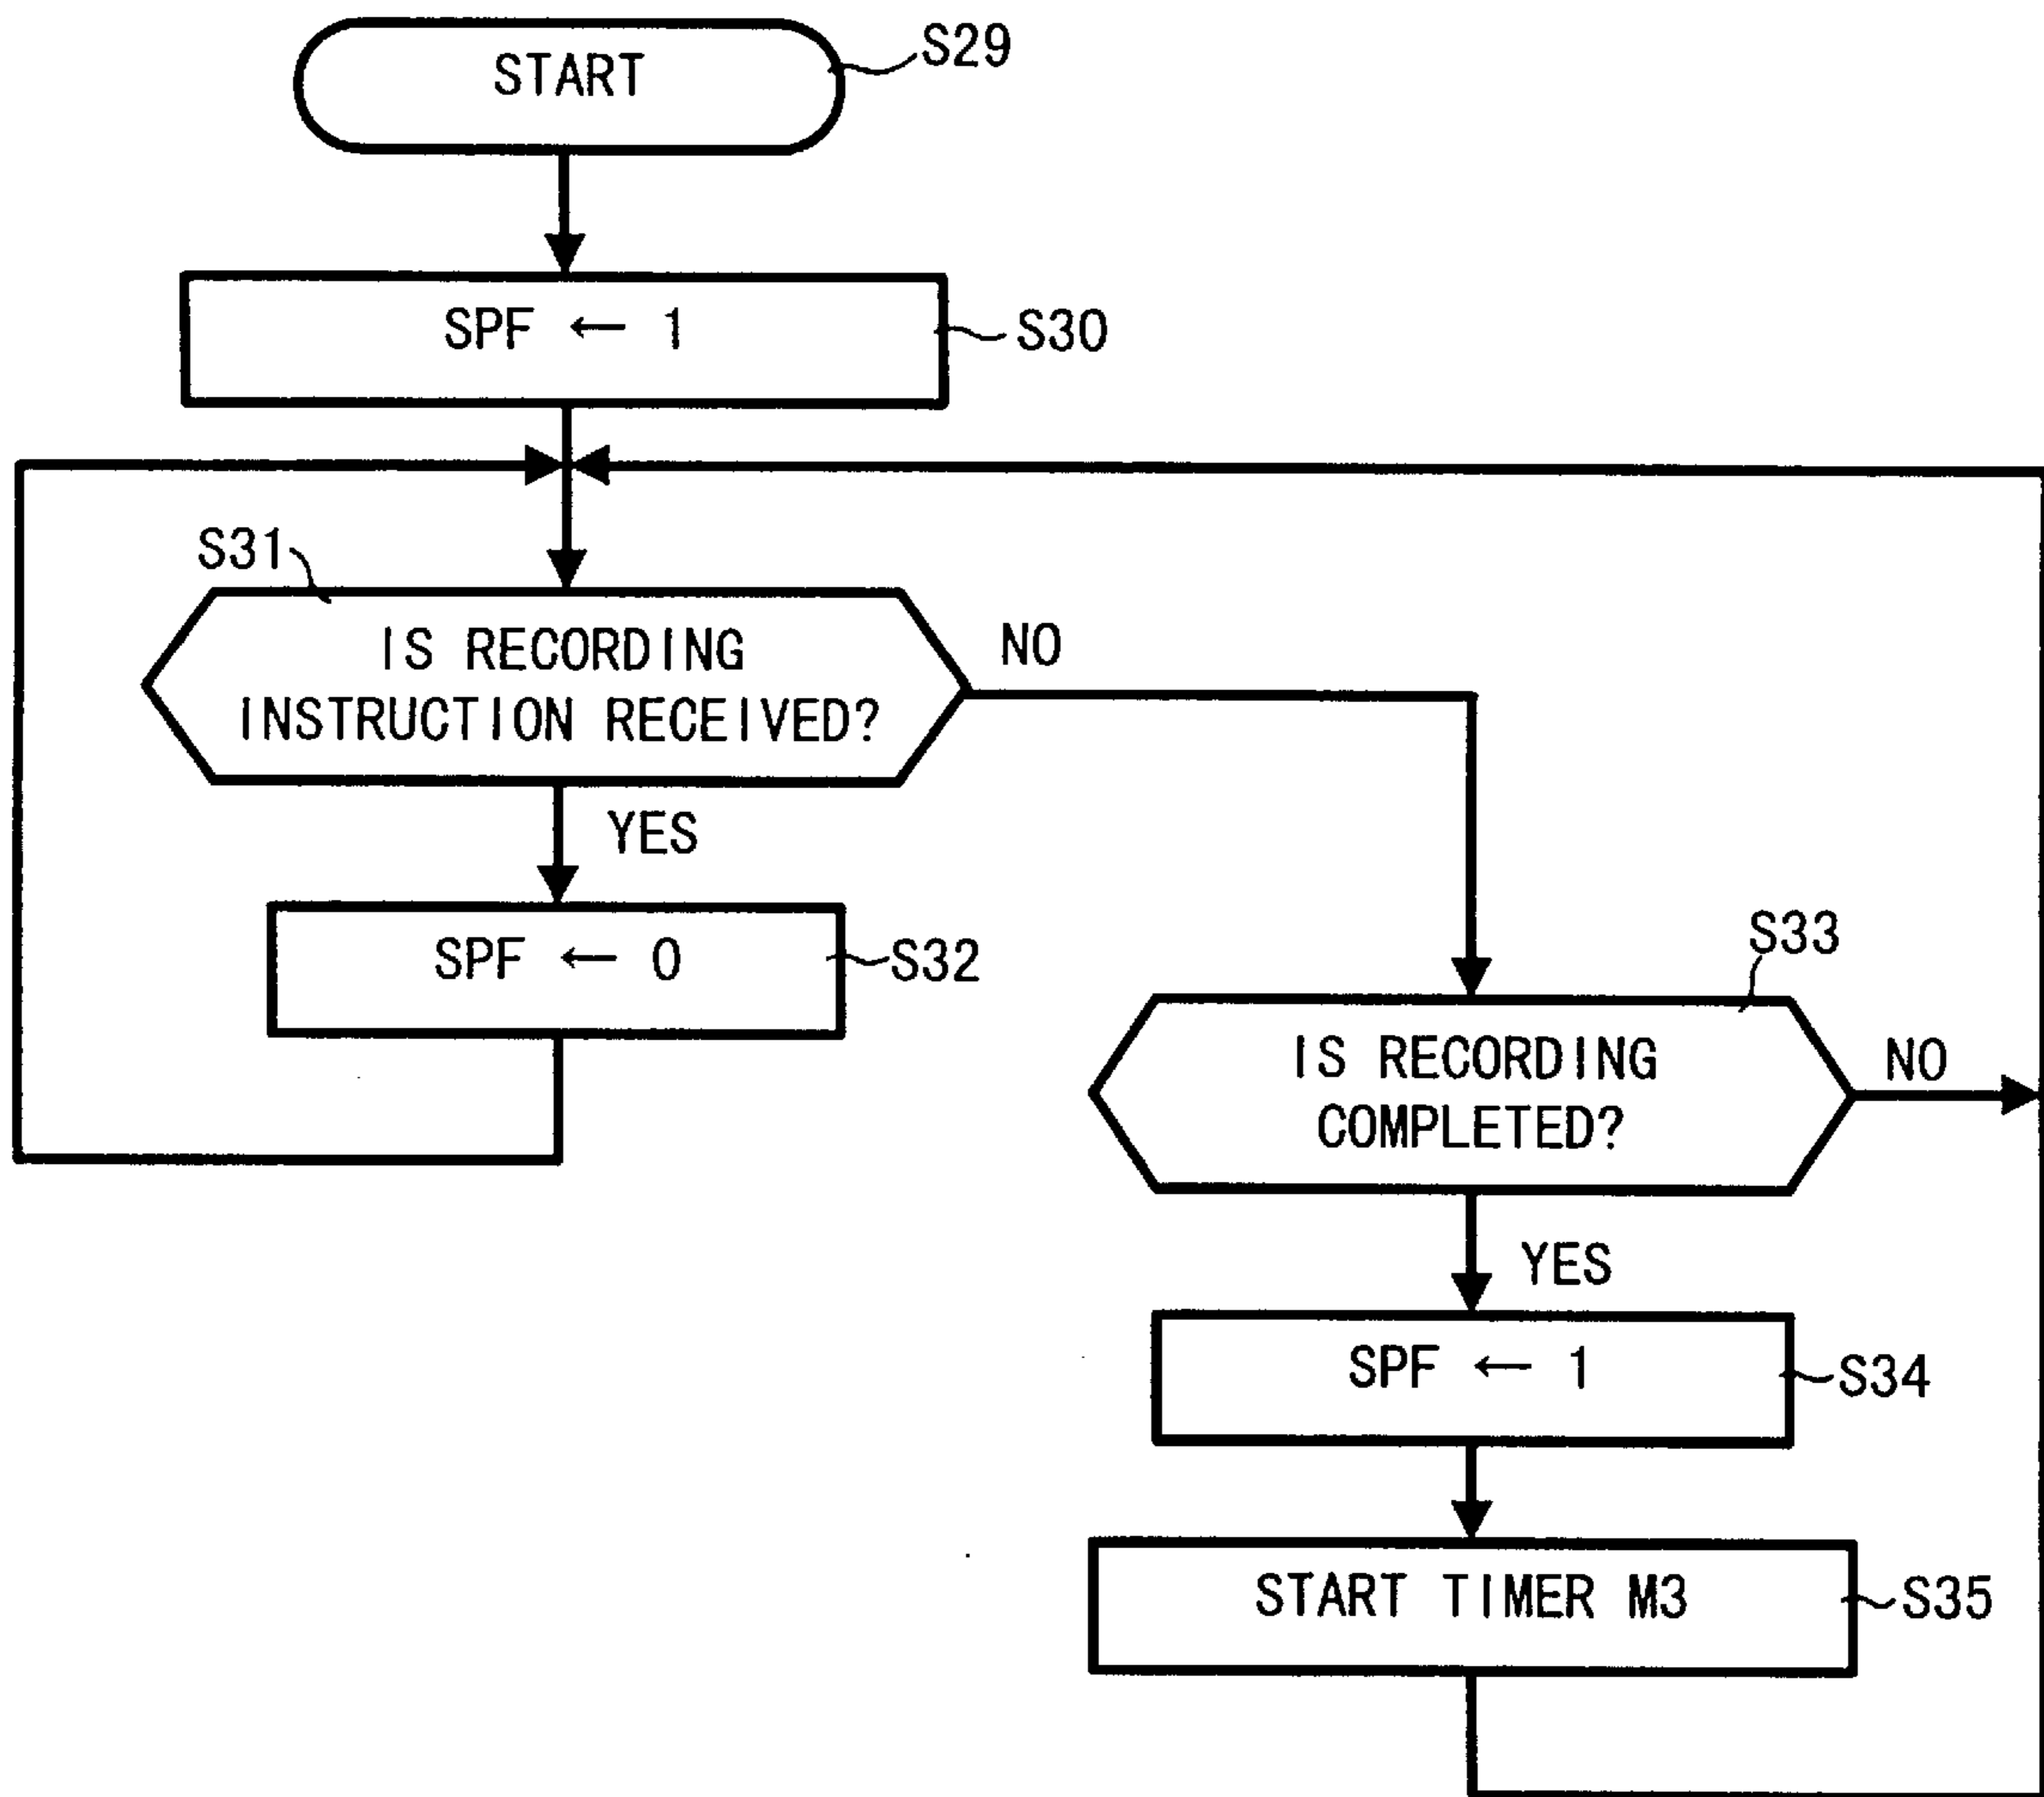 START
S29
SPF ← 1
S30
S31
IS RECORDING
INSTRUCTION RECEIVED?
NO
YES
SPF ← 0
S32
S33
IS RECORDING
COMPLETED?
NO
YES
SPF ← 1
S34
START TIMER M3
S35